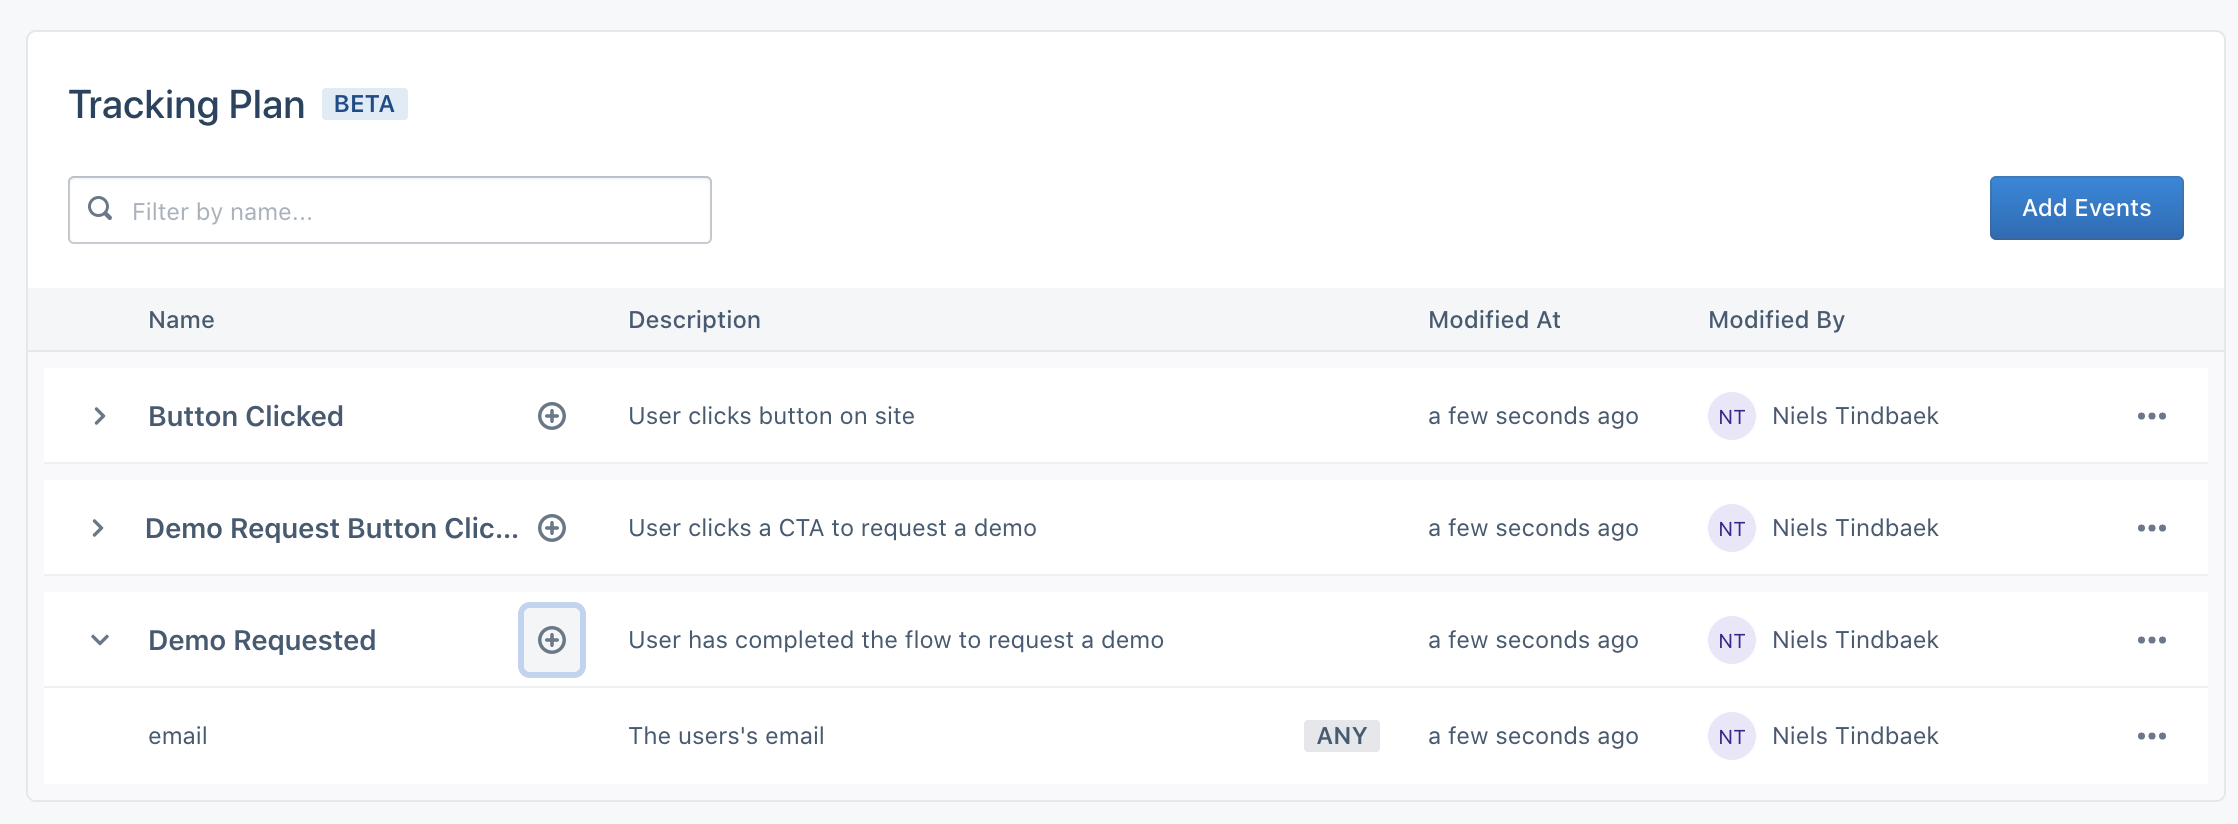 Tracking Plan BETA
Filter by name...
Add Events
Name Description Modified At Modified By
Button Clicked User clicks button on site a few seconds ago NT Niels Tindbaek
Demo Request Button Clic... User clicks a CTA to request a demo a few seconds ago NT Niels Tindbaek
Demo Requested User has completed the flow to request a demo a few seconds ago NT Niels Tindbaek
email The users's email ANY a few seconds ago NT Niels Tindbaek